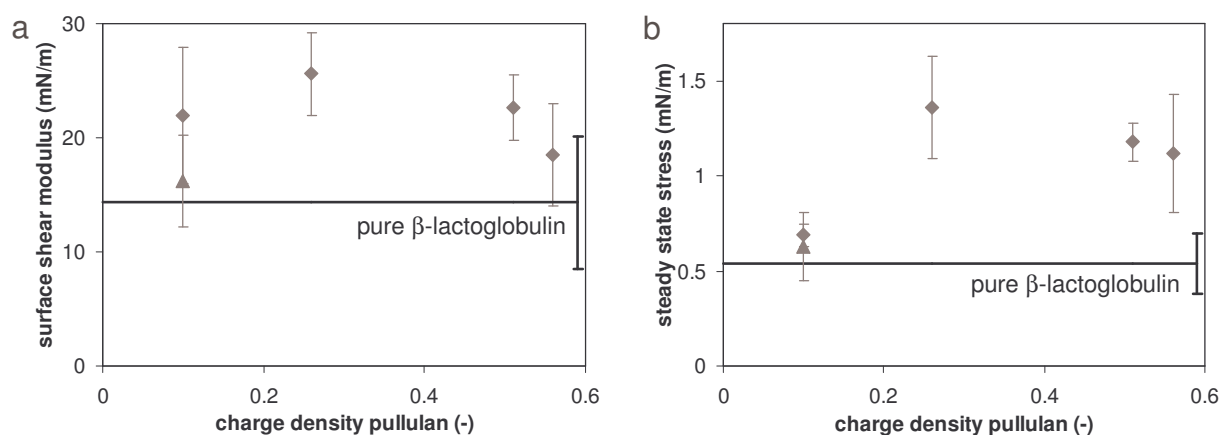 a
surface shear modulus (mN/m)
30
20
10
0
pure β-lactoglobulin
0
0.2
0.4
0.6
charge density pullulan (-)
b
steady state stress (mN/m)
1.5
1
0.5
0
pure β-lactoglobulin
0
0.2
0.4
0.6
charge density pullulan (-)